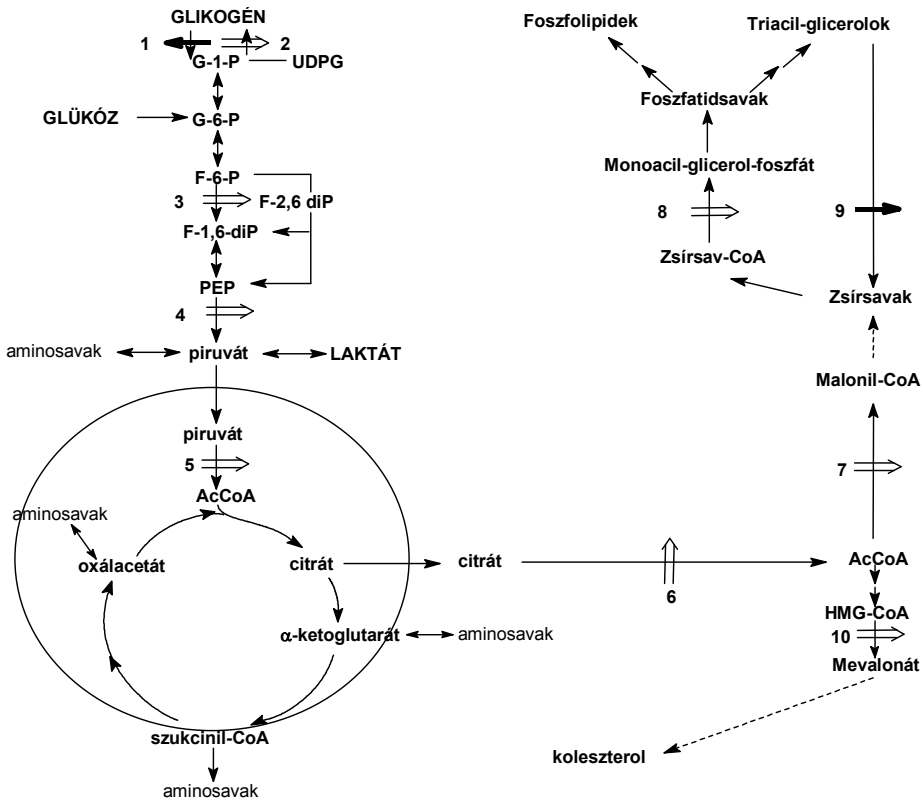 GLIKOGÉN
1
2
G-1-P
UDPG
GLÜKÓZ
G-6-P
F-6-P
3
F-2,6 diP
F-1,6-diP
PEP
4
aminosavak
piruvát
LAKTÁT
piruvát
5
AcCoA
aminosavak
oxálacetát
citrát
citrát
α-ketoglutarát
aminosavak
szukcinil-CoA
aminosavak
Foszfolipidek
Triacil-glicerolok
Foszfatidsavak
Monoacil-glicerol-foszfát
8
9
Zsírsav-CoA
Zsírsavak
Malonil-CoA
7
6
AcCoA
HMG-CoA
10
Mevalonát
koleszterol